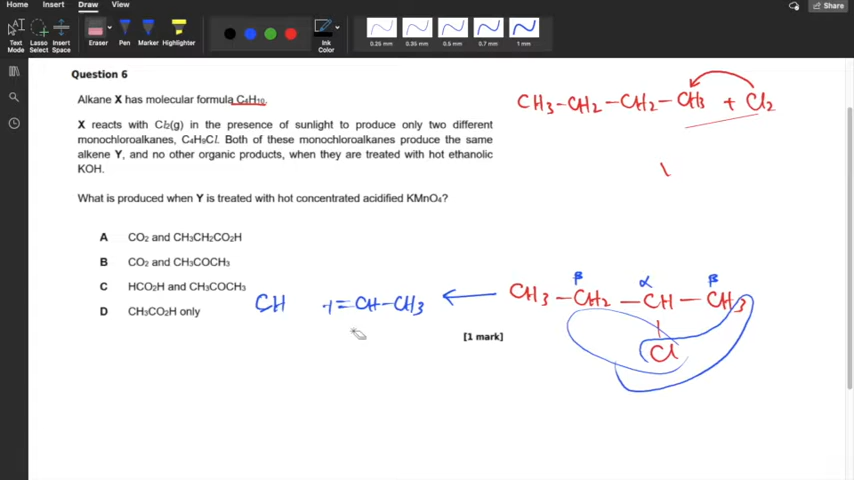 Home Insert Draw View
Share
Text Mode
Lasso Select
Insert Space
Eraser
Pen
Marker
Highlighter
Ink Color
0.25 mm
0.35 mm
0.5 mm
0.7 mm
1 mm
Question 6
Alkane X has molecular formula C4H10.
X reacts with Cl2(g) in the presence of sunlight to produce only two different
monochloroalkanes, C4H9Cl. Both of these monochloroalkanes produce the same
alkene Y, and no other organic products, when they are treated with hot ethanolic
KOH.
What is produced when Y is treated with hot concentrated acidified KMnO4?
A CO2 and CH3CH2CO2H
B CO2 and CH3COCH3
C HCO2H and CH3COCH3
D CH3CO2H only
[1 mark]
CH3-CH2-CH2-CH3 + Cl2
β α β
CH3-CH2-CH-CH3
Cl
CH =CH-CH3